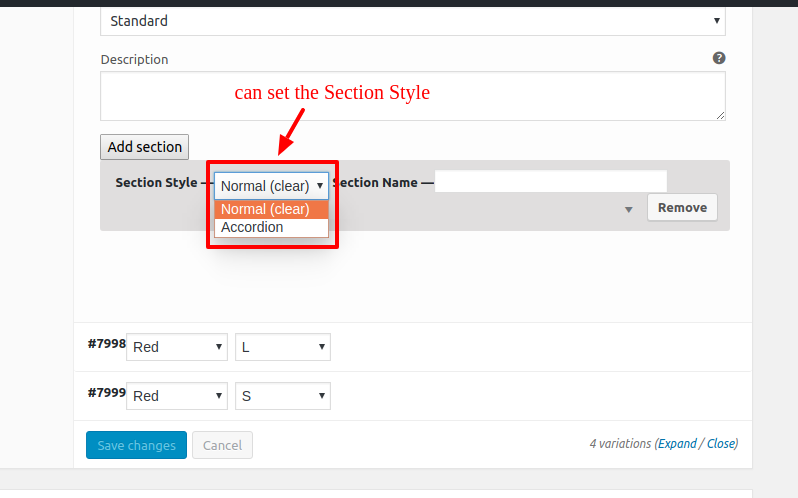 Standard
Description
can set the Section Style
Add section
Section Style — Normal (clear) Section Name —
Normal (clear)
Accordion
Remove
#7998 Red L
#7999 Red S
Save changes Cancel 4 variations (Expand / Close)